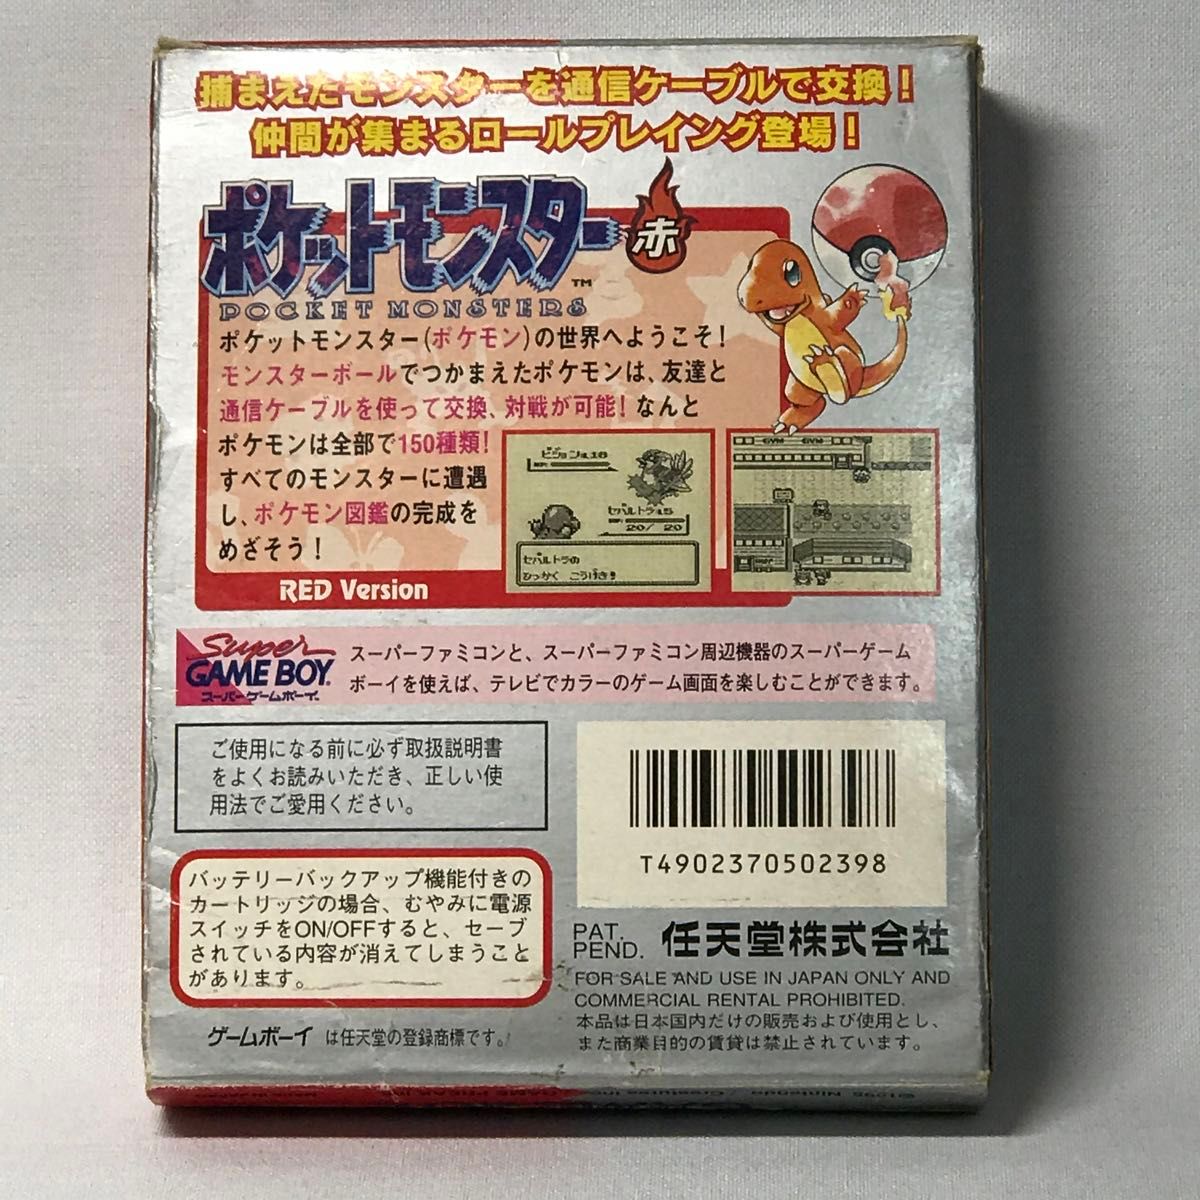 捕まえたモンスターを通信ケーブルで交換！
仲間が集まるロールプレイング登場！
ポケットモンスター
赤
TM
POCKET MONSTERS
ポケットモンスター(ポケモン)の世界へようこそ！
モンスターボールでつかまえたポケモンは、友達と
通信ケーブルを使って交換、対戦が可能！なんと
ポケモンは全部で150種類！
すべてのモンスターに遭遇
し、ポケモン図鑑の完成を
めざそう！
RED Version
GYM GYM
20/ 20
ひっかく こうげき！
Super
GAME BOY
スーパーゲームボーイ
スーパーファミコンと、スーパーファミコン周辺機器のスーパーゲーム
ボーイを使えば、テレビでカラーのゲーム画面を楽しむことができます。
ご使用になる前に必ず取扱説明書
をよくお読みいただき、正しい使
用法でご愛用ください。
T4902370502398
バッテリーバックアップ機能付きの
カートリッジの場合、むやみに電源
スイッチをON/OFFすると、セーブ
されている内容が消えてしまうこと
があります。
PAT.
PEND.
任天堂株式会社
FOR SALE AND USE IN JAPAN ONLY AND
COMMERCIAL RENTAL PROHIBITED.
本品は日本国内だけの販売および使用とし、
また商業目的の賃貸は禁止されています。
ゲームボーイ は任天堂の登録商標です。
©1995 Nintendo
Creatures inc.
GAME FREAK inc.